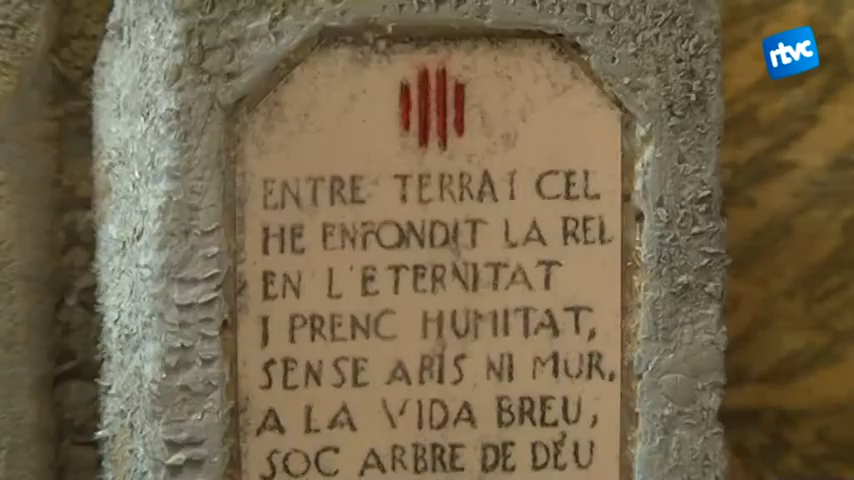 rtvc
ENTRE TERRA I CEL
HE ENFONDIT LA REL
EN L'ETERNITAT
I PRENC HUMITAT,
SENSE ABIS NI MUR,
A LA VIDA BREU,
SOC ARBRE DE DÉU